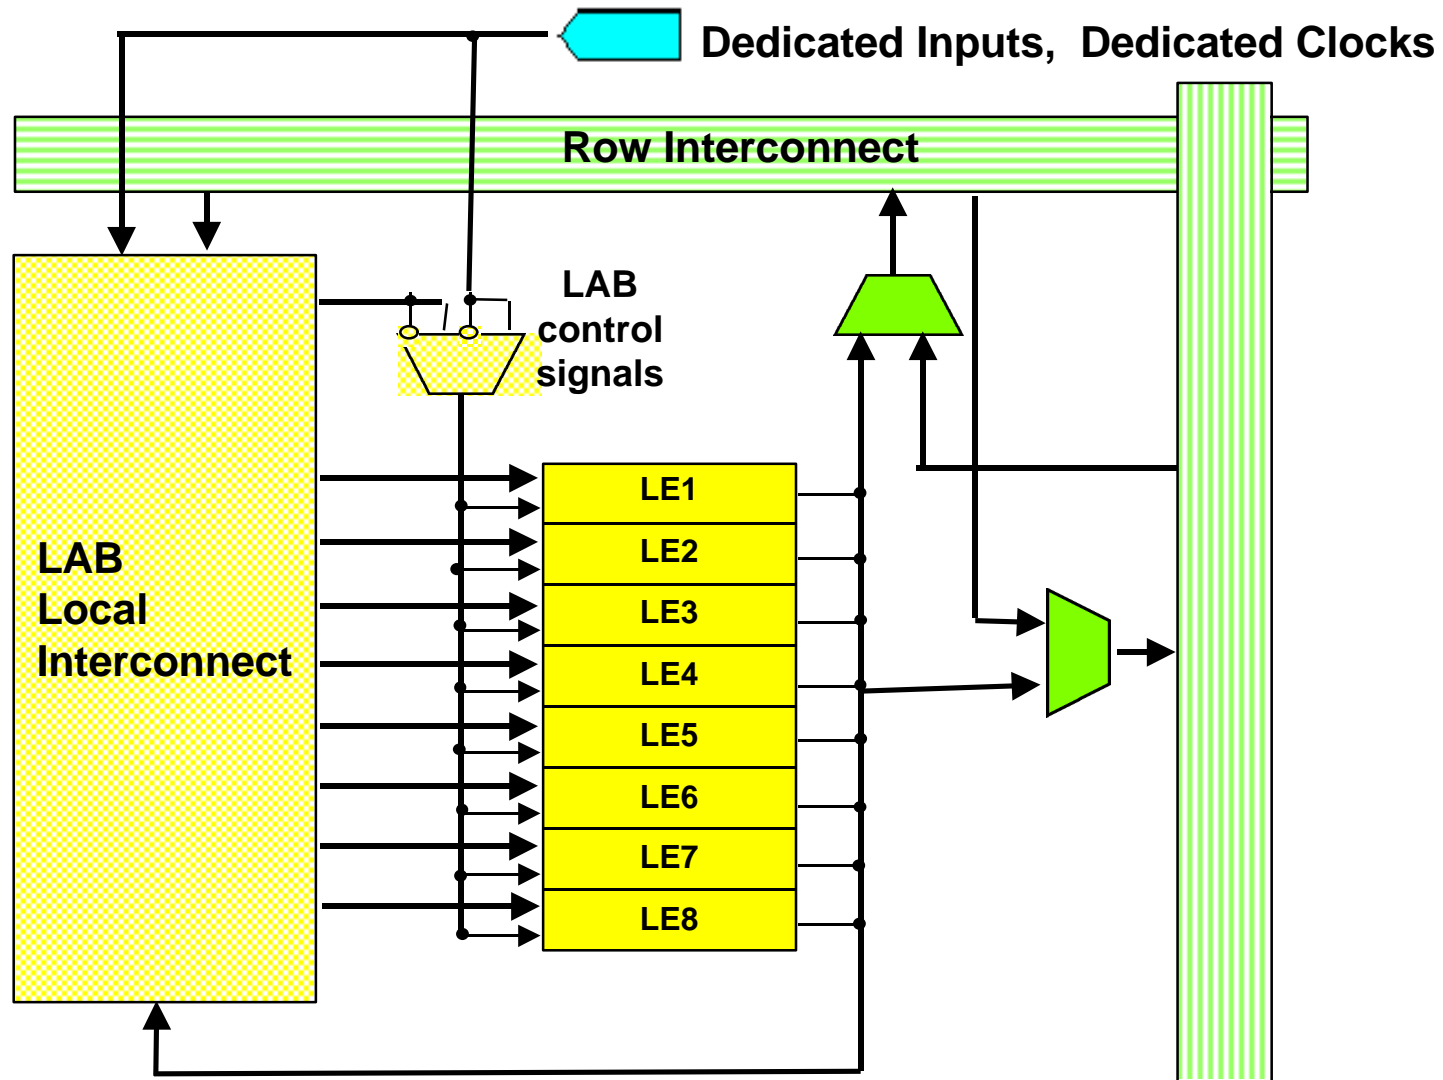 Dedicated Inputs, Dedicated Clocks
Row Interconnect
LAB
control
signals
LAB
Local
Interconnect
LE1
LE2
LE3
LE4
LE5
LE6
LE7
LE8